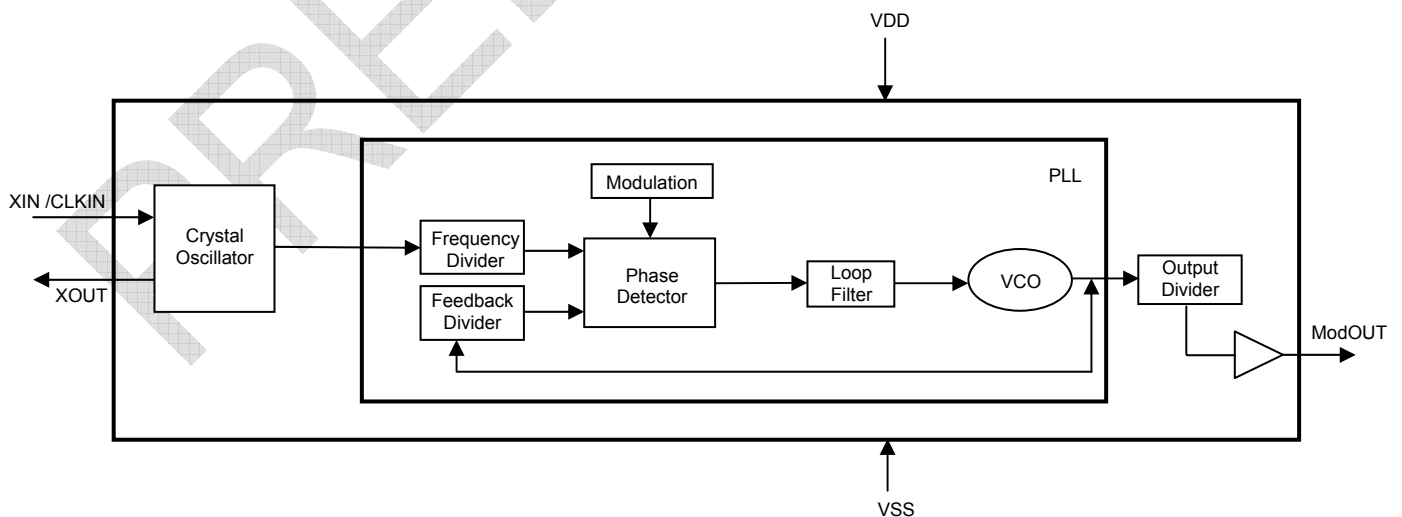 VDD
PLL
Modulation
XIN /CLKIN
Crystal
Oscillator
XOUT
Frequency
Divider
Feedback
Divider
Phase
Detector
Loop
Filter
VCO
Output
Divider
ModOUT
VSS